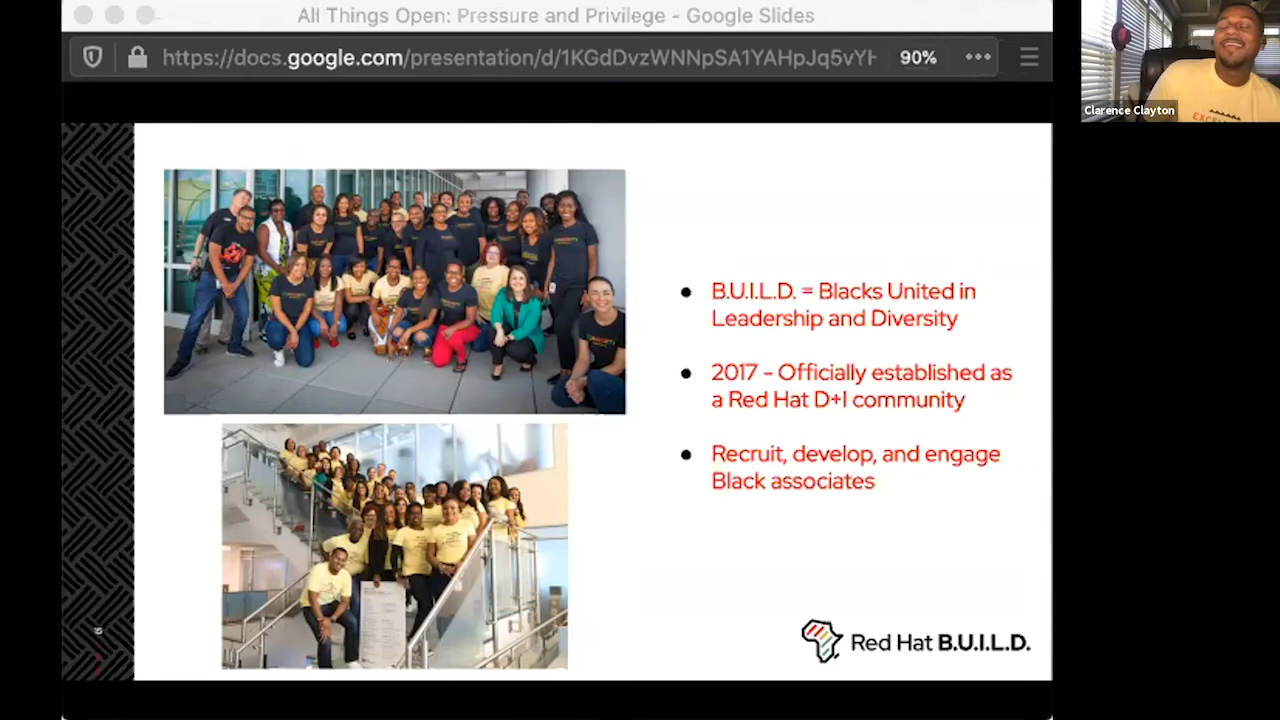 All Things Open: Pressure and Privilege - Google Slides
https://docs.google.com/presentation/d/1KGdDvzWNNpSA1YAHpJq5vYH
90%
Clarence Clayton
B.U.I.L.D. = Blacks United in
Leadership and Diversity
2017 - Officially established as
a Red Hat D+I community
Recruit, develop, and engage
Black associates
Red Hat B.U.I.L.D.